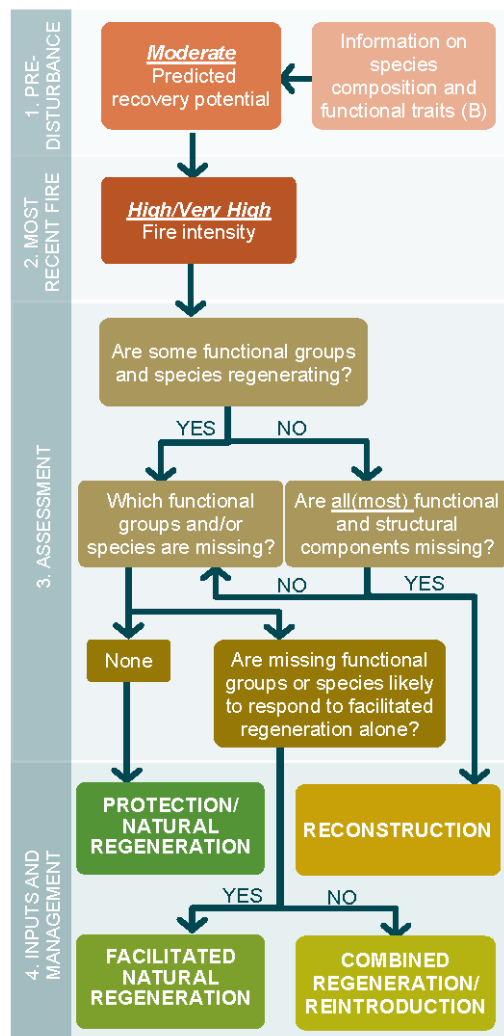 1. PRE-
DISTURBANCE
Moderate
Predicted
recovery potential
Information on
species
composition and
functional traits (B)
2. MOST
RECENT FIRE
High/Very High
Fire intensity
3. ASSESSMENT
Are some functional groups
and species regenerating?
YES
NO
Which functional
groups and/or
species are missing?
Are all(most) functional
and structural
components missing?
NO
YES
None
Are missing functional
groups or species likely
to respond to facilitated
regeneration alone?
4. INPUTS AND
MANAGEMENT
PROTECTION/
NATURAL
REGENERATION
RECONSTRUCTION
YES
NO
FACILITATED
NATURAL
REGENERATION
COMBINED
REGENERATION/
REINTRODUCTION